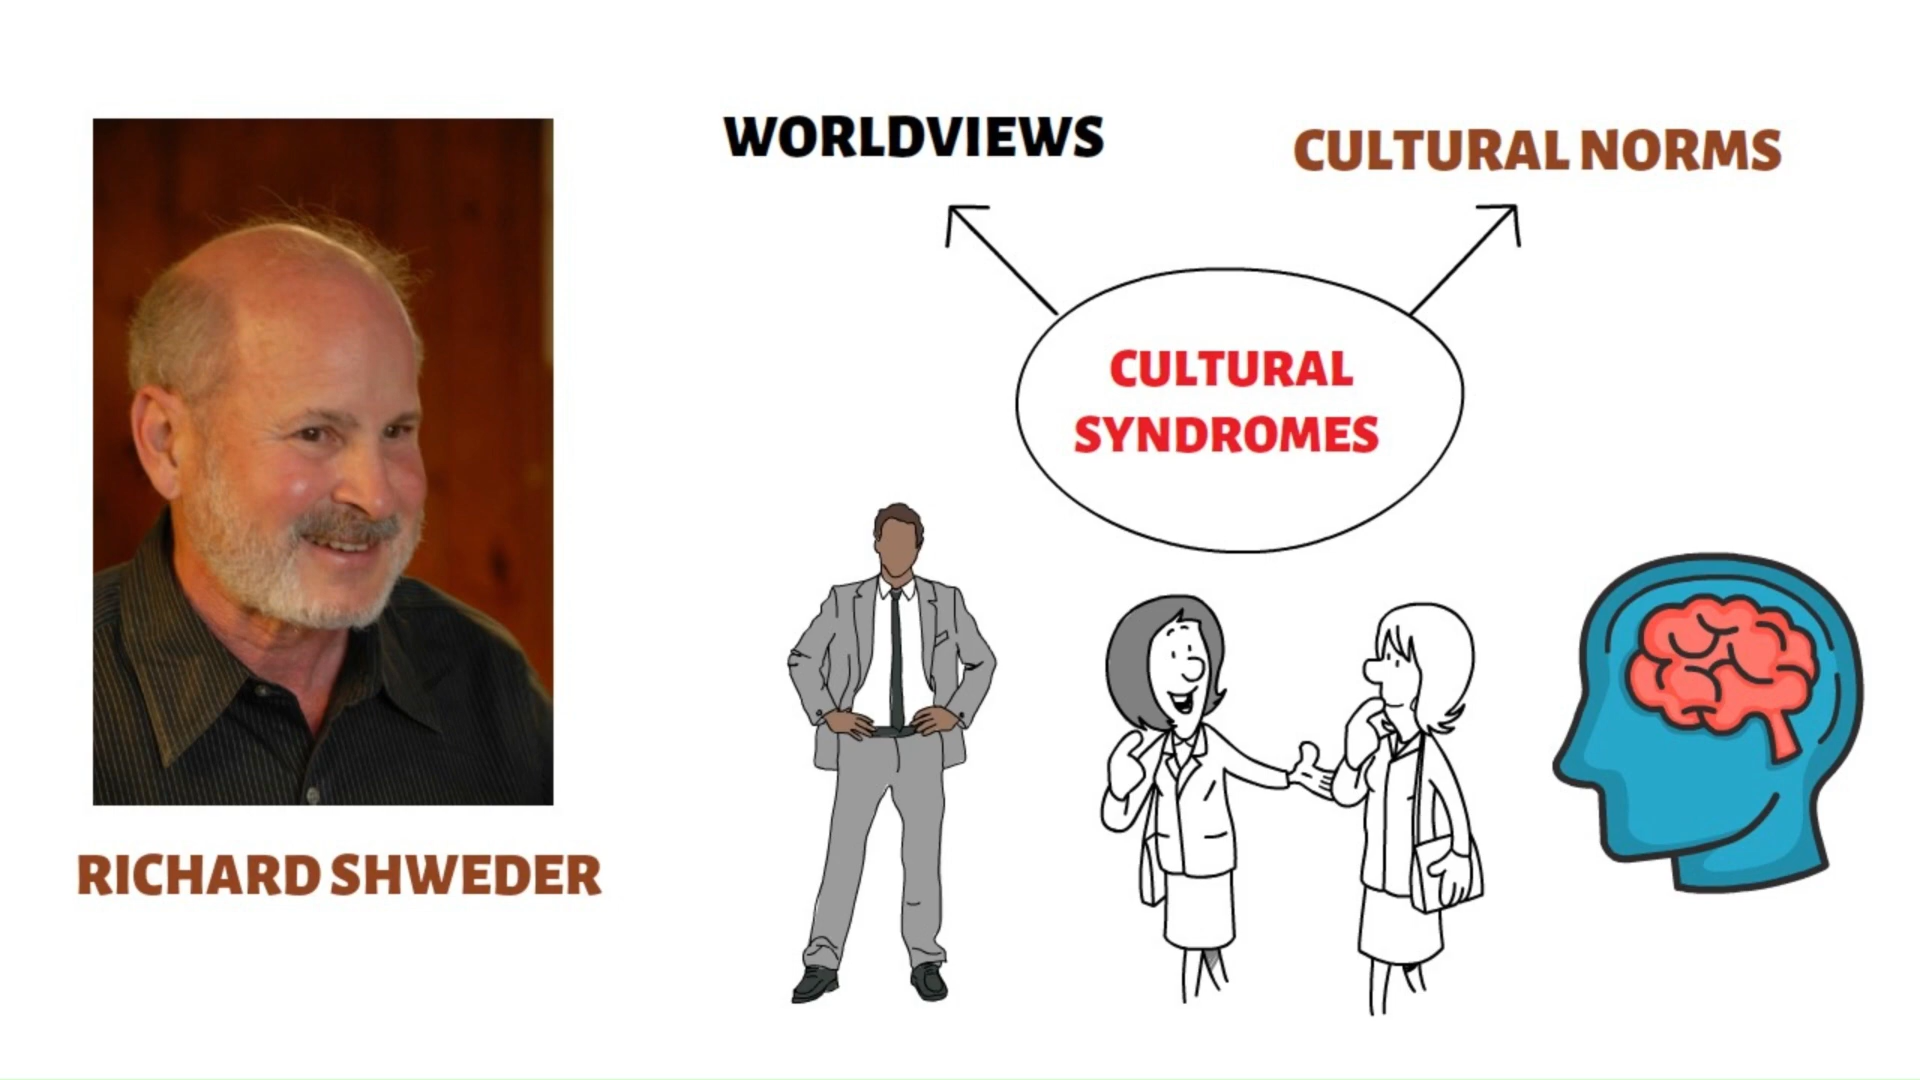 WORLDVIEWS
CULTURAL NORMS
CULTURAL
SYNDROMES
RICHARD SHWEDER